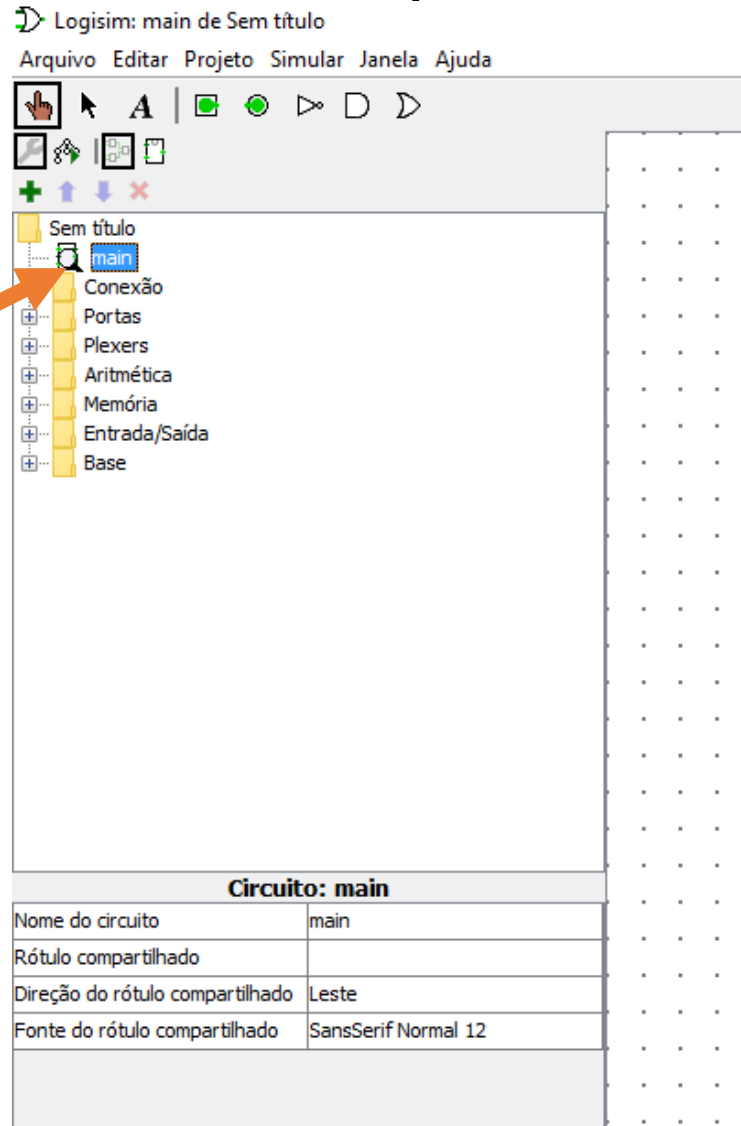 Logisim: main de Sem título
Arquivo Editar Projeto Simular Janela Ajuda
A
Sem título
main
Conexão
Portas
Plexers
Aritmética
Memória
Entrada/Saída
Base
Circuito: main
Nome do circuito main
Rótulo compartilhado
Direção do rótulo compartilhado Leste
Fonte do rótulo compartilhado SansSerif Normal 12